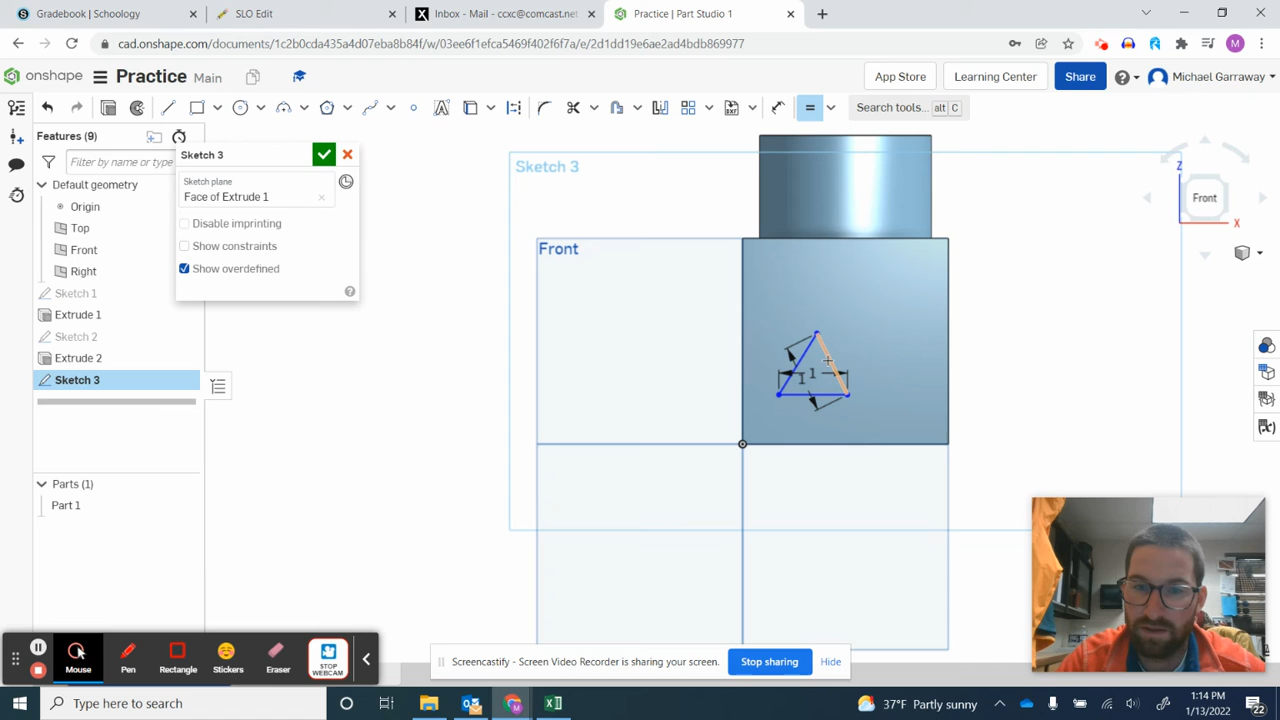 Gradebook | Schoology
SLO Edit
Inbox - Mail - ccxc@comcast.net
Practice | Part Studio 1
cad.onshape.com/documents/1c2b0cda435a4d07eba8b84f/w/03ee6f1efca5469f402f6f7a/e/2d1dd19e6ae2ad4bdb869977
M
onshape
Practice Main
App Store
Learning Center
Share
Michael Garraway
Search tools...
alt C
Features (9)
Filter by name or type
Default geometry
Origin
Top
Front
Right
Sketch 1
Extrude 1
Sketch 2
Extrude 2
Sketch 3
Parts (1)
Part 1
Sketch 3
Sketch plane
Face of Extrude 1
Disable imprinting
Show constraints
Show overdefined
Sketch 3
Front
1
1
Z
Front
X
Mouse
Pen
Rectangle
Stickers
Eraser
STOP
WEBCAM
Screencastify - Screen Video Recorder is sharing your screen.
Stop sharing
Hide
Type here to search
37°F Partly sunny
1:14 PM
1/13/2022
22